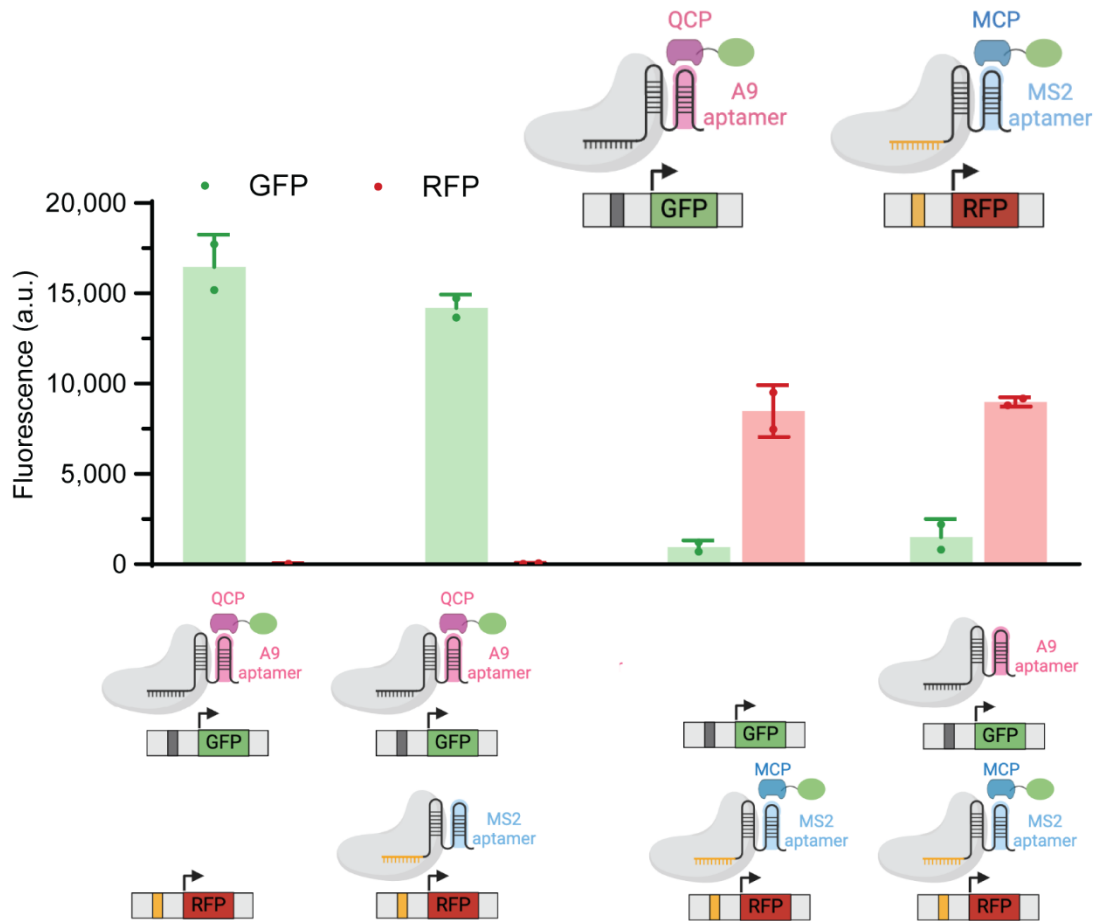 QCP
MCP
A9
aptamer
MS2
aptamer
GFP
RFP
GFP
RFP
Fluorescence (a.u.)
20,000
15,000
10,000
5,000
0
QCP
A9
aptamer
GFP
QCP
A9
aptamer
GFP
GFP
A9
aptamer
GFP
RFP
MS2
aptamer
RFP
MCP
MS2
aptamer
RFP
MCP
MS2
aptamer
RFP